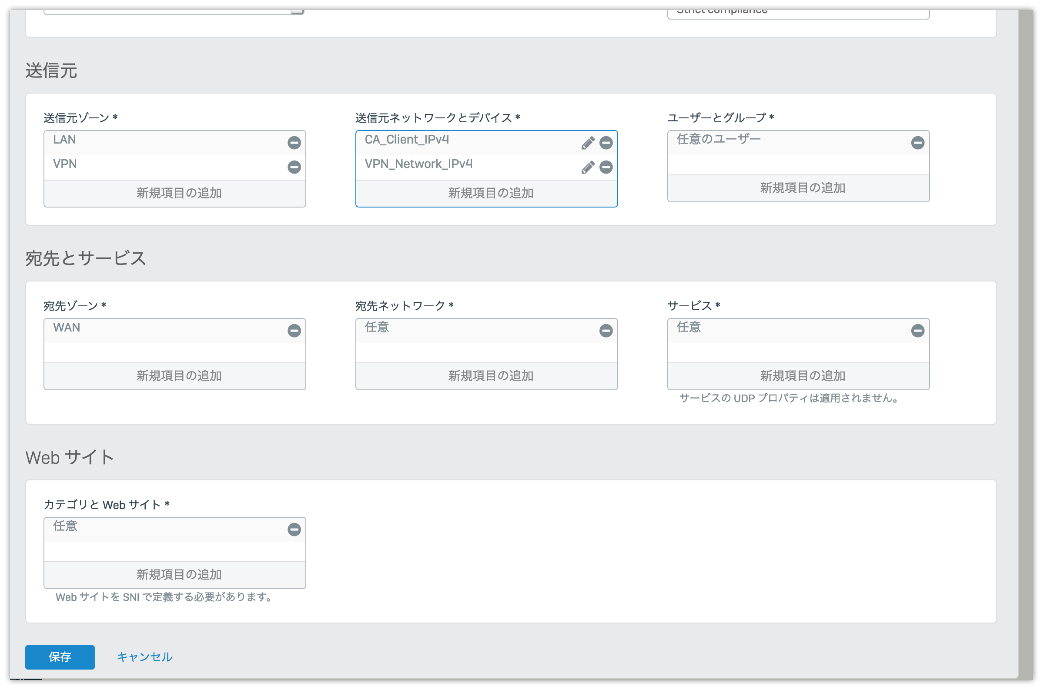 Strict compliance
送信元
送信元ゾーン *
LAN
VPN
新規項目の追加
送信元ネットワークとデバイス *
CA_Client_IPv4
VPN_Network_IPv4
新規項目の追加
ユーザーとグループ *
任意のユーザー
新規項目の追加
宛先とサービス
宛先ゾーン *
WAN
新規項目の追加
宛先ネットワーク *
任意
新規項目の追加
サービス *
任意
新規項目の追加
サービスの UDP プロパティは適用されません。
Web サイト
カテゴリと Web サイト *
任意
新規項目の追加
Web サイトを SNI で定義する必要があります。
保存
キャンセル